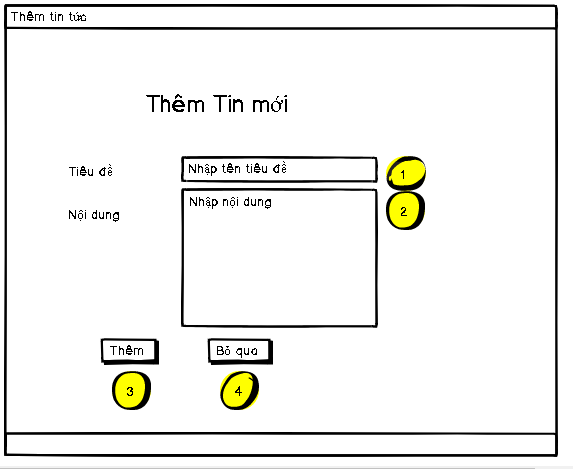 Thêm tin tức
Thêm Tin mới
Tiêu đề
Nhập tên tiêu đề
1
Nội dung
Nhập nội dung
2
Thêm
Bỏ qua
3
4